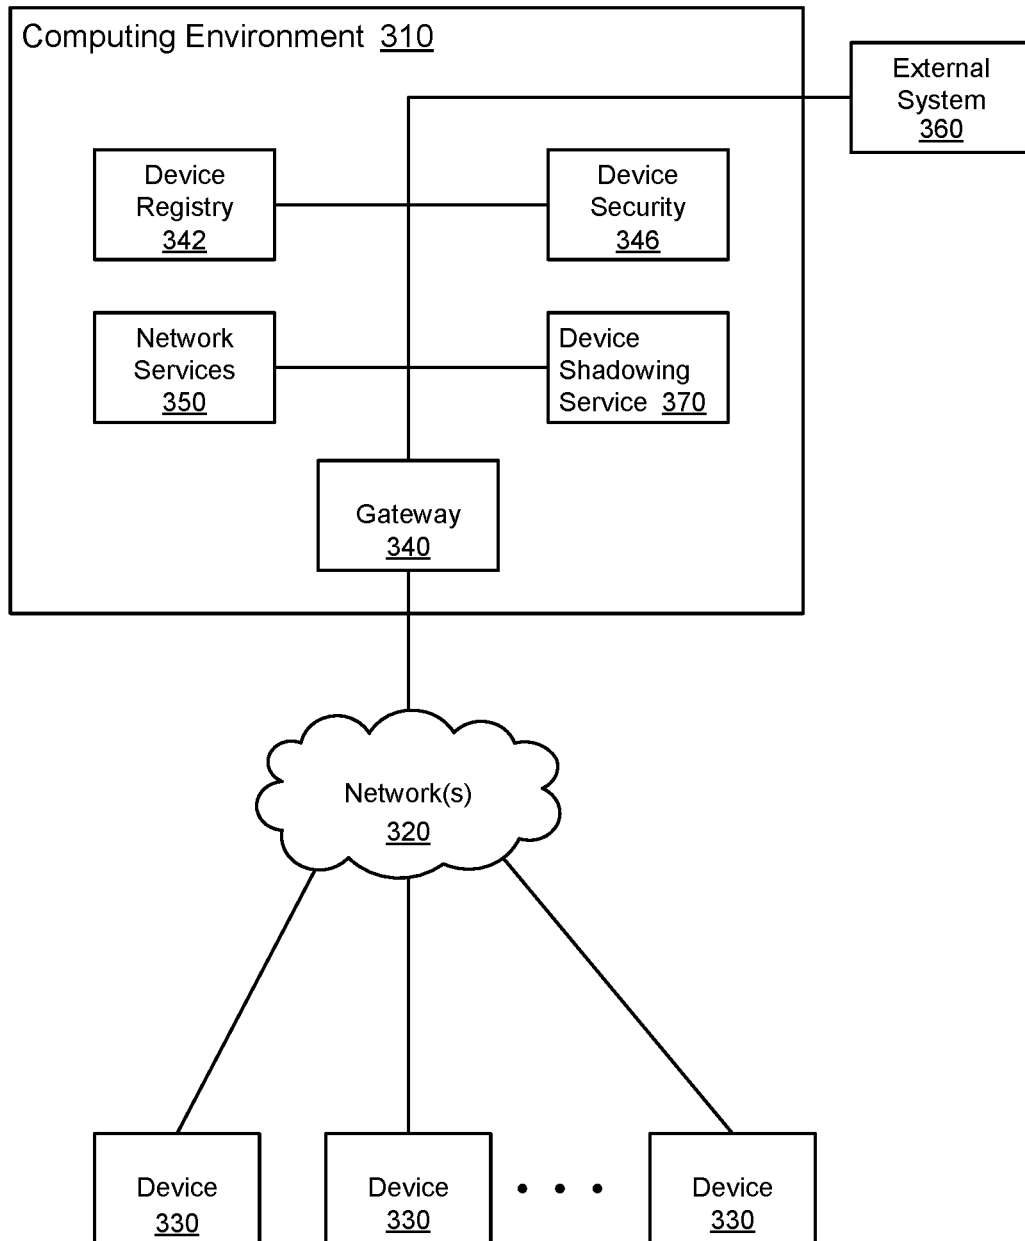 Computing Environment 310
External
System
360
Device
Registry
342
Device
Security
346
Network
Services
350
Device
Shadowing
Service 370
Gateway
340
Network(s)
320
Device
330
Device
330
Device
330